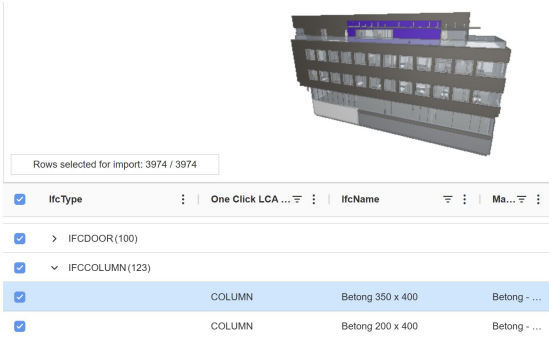 Rows selected for import: 3974 / 3974
IfcType One Click LCA ... IfcName Ma...
IFCDOOR (100)
IFCCOLUMN (123)
COLUMN Betong 350 x 400 Betong - ...
COLUMN Betong 200 x 400 Betong - ...